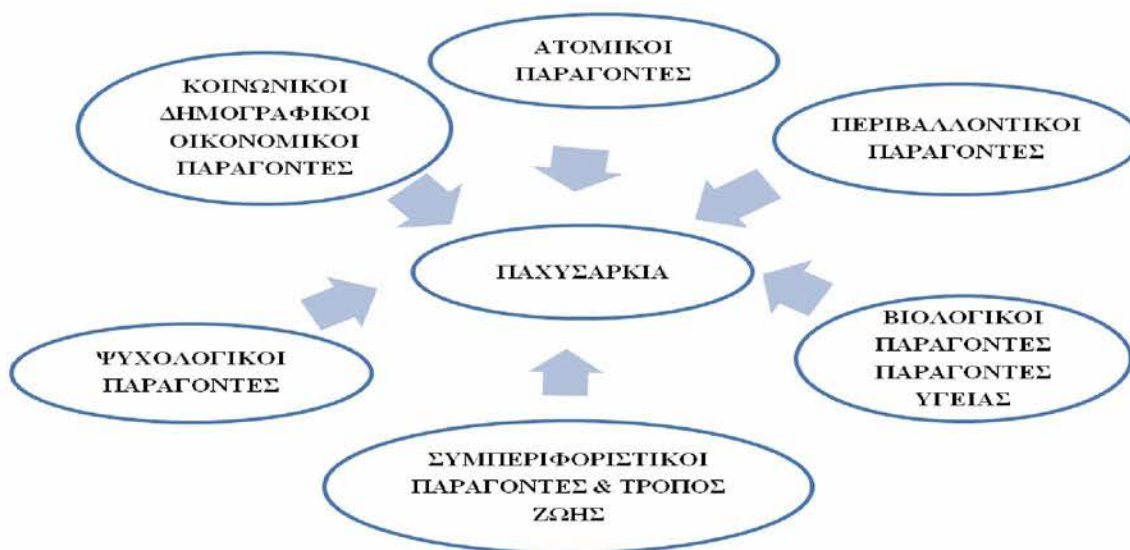 ΑΤΟΜΙΚΟΙ
ΠΑΡΑΓΟΝΤΕΣ
ΚΟΙΝΩΝΙΚΟΙ
ΔΗΜΟΓΡΑΦΙΚΟΙ
ΟΙΚΟΝΟΜΙΚΟΙ
ΠΑΡΑΓΟΝΤΕΣ
ΠΕΡΙΒΑΛΛΟΝΤΙΚΟΙ
ΠΑΡΑΓΟΝΤΕΣ
ΠΑΧΥΣΑΡΚΙΑ
ΨΥΧΟΛΟΓΙΚΟΙ
ΠΑΡΑΓΟΝΤΕΣ
ΒΙΟΛΟΓΙΚΟΙ
ΠΑΡΑΓΟΝΤΕΣ
ΠΑΡΑΓΟΝΤΕΣ
ΥΓΕΙΑΣ
ΣΥΜΠΕΡΙΦΟΡΙΣΤΙΚΟΙ
ΠΑΡΑΓΟΝΤΕΣ & ΤΡΟΠΟΣ
ΖΩΗΣ